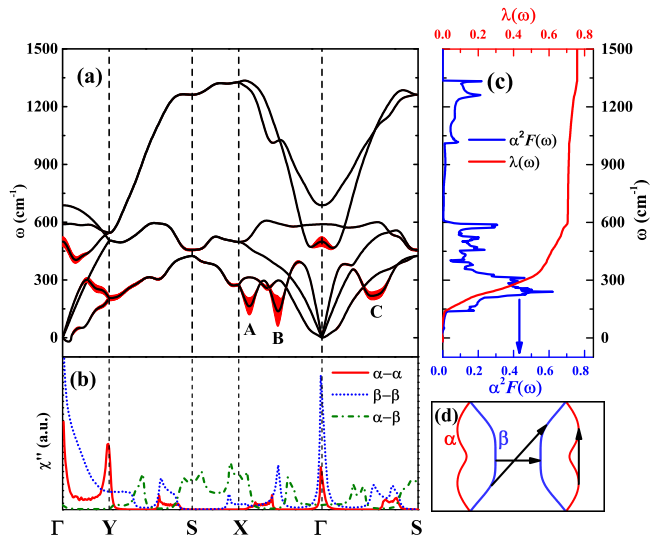 λ(ω)
0.0 0.2 0.4 0.6 0.8
1500
1200
900
600
300
0
ω (cm⁻¹)
(a)
A
B
C
(c)
α²F(ω)
λ(ω)
1500
1200
900
600
300
0
ω (cm⁻¹)
0.0 0.2 0.4 0.6 0.8
α²F(ω)
(b)
α−α
β−β
α−β
χ'' (a.u.)
Γ Y S X Γ S
(d)
α
β